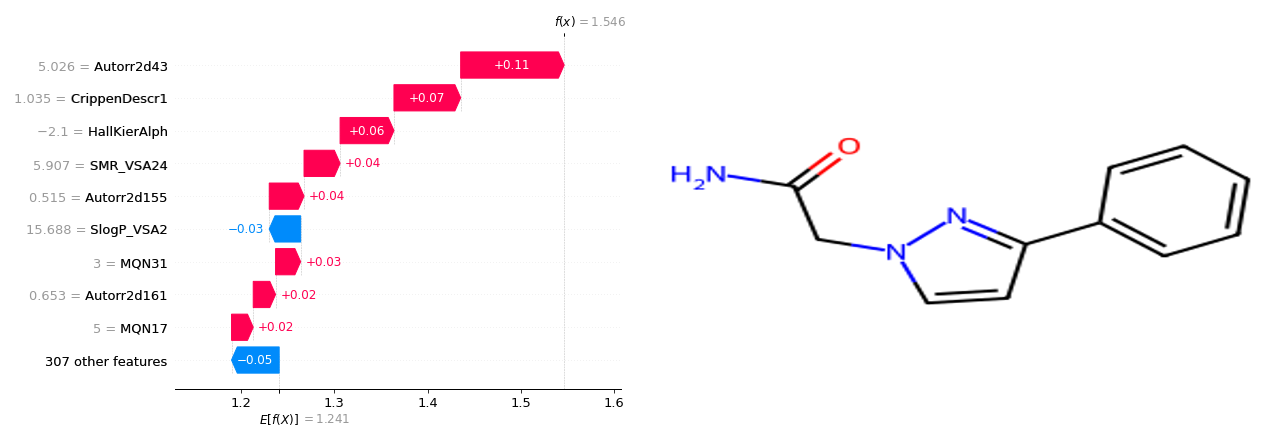 f(x) = 1.546
5.026 = Autorr2d43
+0.11
1.035 = CrippenDescr1
+0.07
−2.1 = HallKierAlph
+0.06
5.907 = SMR_VSA24
+0.04
0.515 = Autorr2d155
+0.04
15.688 = SlogP_VSA2
−0.03
3 = MQN31
+0.03
0.653 = Autorr2d161
+0.02
5 = MQN17
+0.02
307 other features
−0.05
1.2 1.3 1.4 1.5 1.6
E[f(X)] = 1.241
O
H2N
N
N